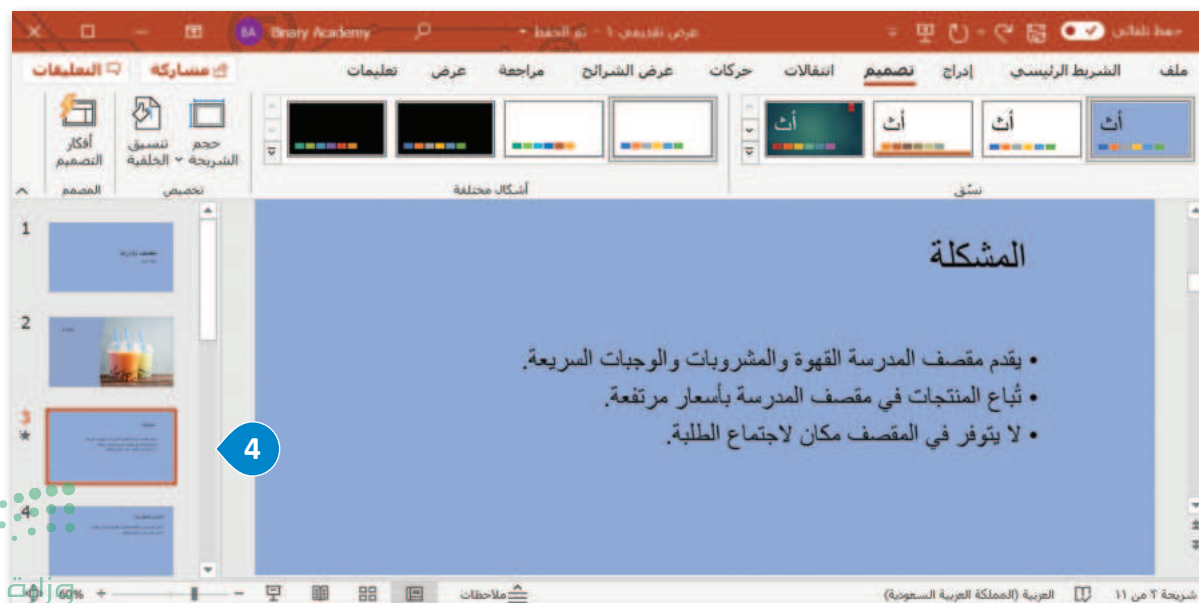 حفظ تلقائي
عرض تقديمي ١ - تم الحفظ
Binary Academy
BA
ملف الشريط الرئيسي إدراج تصميم انتقالات حركات عرض الشرائح مراجعة عرض تعليمات
مشاركة
التعليقات
أث
أث
أث
أث
حجم الشريحة
تنسيق الخلفية
أفكار التصميم
نسّق
أشكال مختلفة
تخصيص
المصمم
المشكلة
• يقدم مقصف المدرسة القهوة والمشروبات والوجبات السريعة.
• تُباع المنتجات في مقصف المدرسة بأسعار مرتفعة.
• لا يتوفر في المقصف مكان لاجتماع الطلبة.
1
2
3
4
4
شريحة ٣ من ١١
العربية (المملكة العربية السعودية)
ملاحظات
60%
وزارة